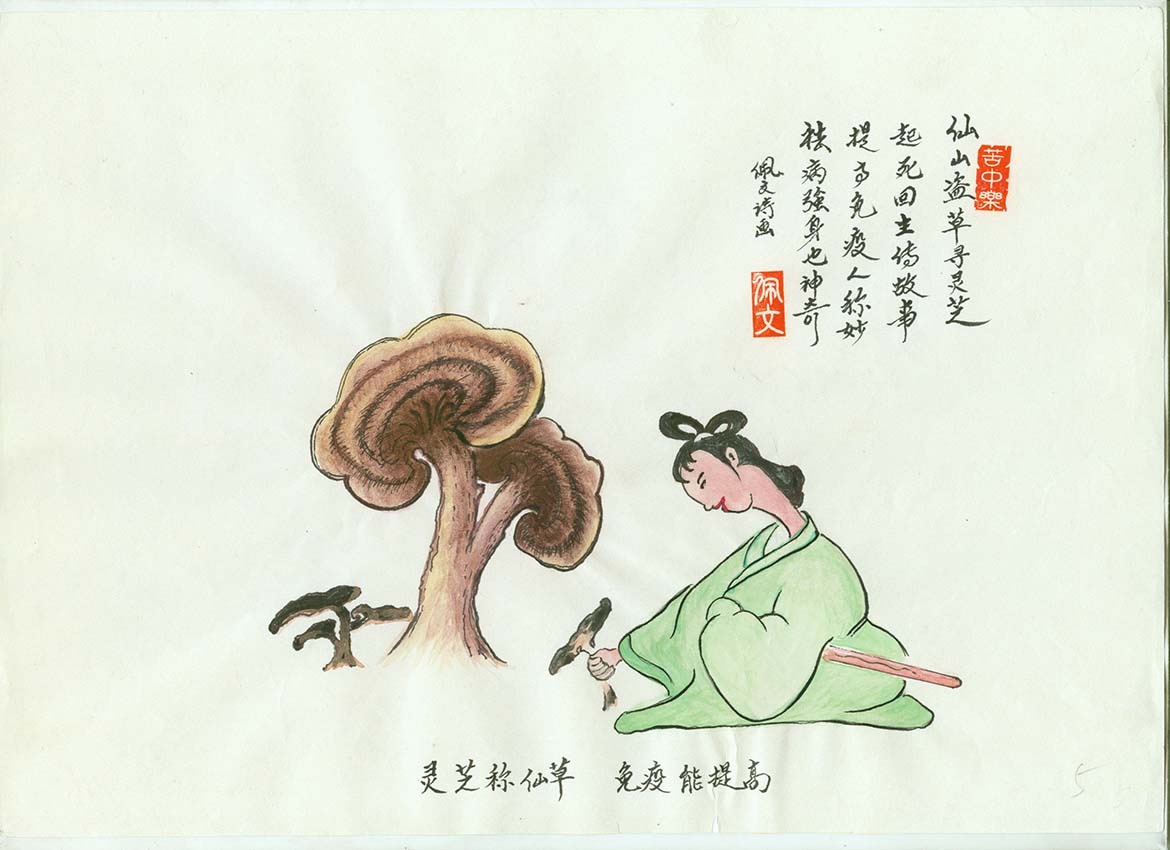 苦中樂
仙山盗草寻灵芝
起死回生传故事
提高免疫人称妙
祛病強身也神奇
佩文诗画
佩文
灵芝称仙草 免疫能提高
5